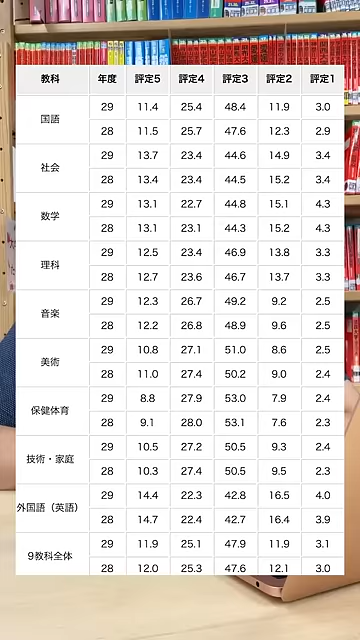 教科 年度 評定5 評定4 評定3 評定2 評定1
国語 29 11.4 25.4 48.4 11.9 3.0
28 11.5 25.7 47.6 12.3 2.9
社会 29 13.7 23.4 44.6 14.9 3.4
28 13.4 23.4 44.5 15.2 3.4
数学 29 13.1 22.7 44.8 15.1 4.3
28 13.1 23.1 44.3 15.2 4.3
理科 29 12.5 23.4 46.9 13.8 3.3
28 12.7 23.6 46.7 13.7 3.3
音楽 29 12.3 26.7 49.2 9.2 2.5
28 12.2 26.8 48.9 9.6 2.5
美術 29 10.8 27.1 51.0 8.6 2.5
28 11.0 27.4 50.2 9.0 2.4
保健体育 29 8.8 27.9 53.0 7.9 2.4
28 9.1 28.0 53.1 7.6 2.3
技術・家庭 29 10.5 27.2 50.5 9.3 2.4
28 10.3 27.4 50.5 9.5 2.3
外国語（英語） 29 14.4 22.3 42.8 16.5 4.0
28 14.7 22.4 42.7 16.4 3.9
9教科全体 29 11.9 25.1 47.9 11.9 3.1
28 12.0 25.3 47.6 12.1 3.0